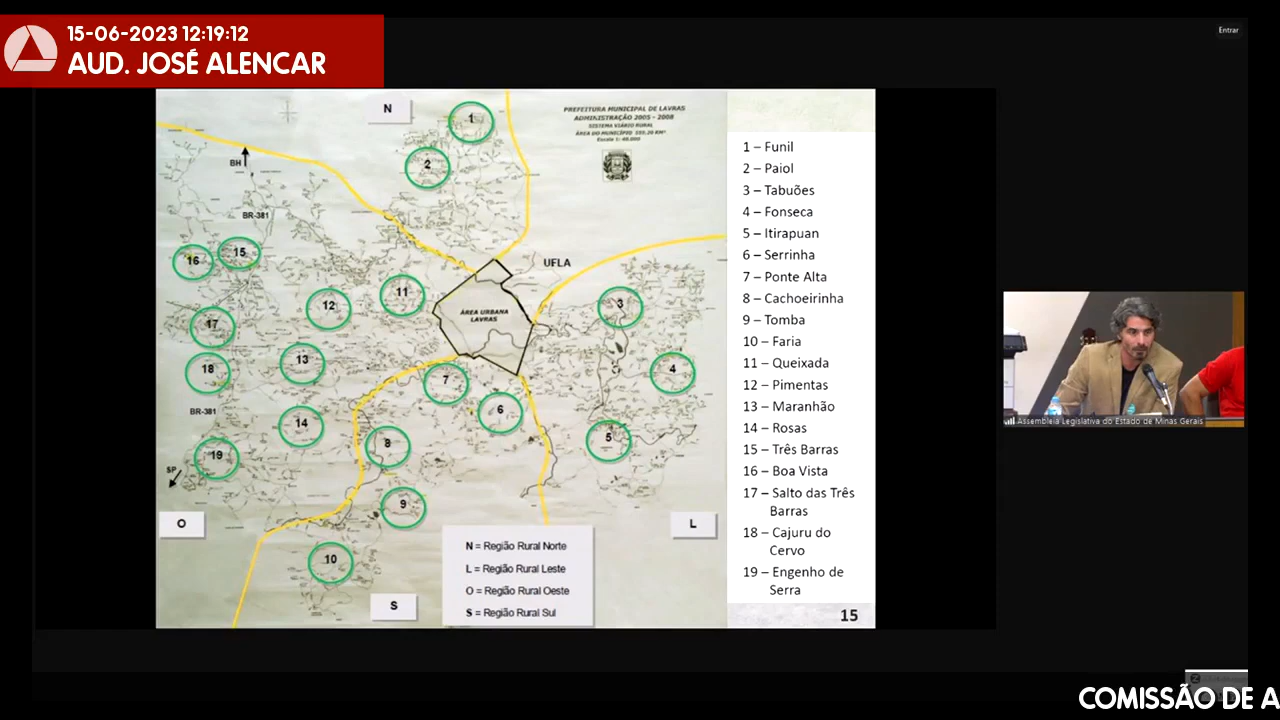 15-06-2023 12:19:12
AUD. JOSÉ ALENCAR
Entrar
N
PREFEITURA MUNICIPAL DE LAVRAS
ADMINISTRAÇÃO 2005 - 2008
SISTEMA VIÁRIO RURAL
BH
BR-381
UFLA
ÁREA URBANA
LAVRAS
1
2
16
15
11
12
3
17
13
18
7
4
BR-381
6
14
5
8
19
SP
9
O
L
10
S
N = Região Rural Norte
L = Região Rural Leste
O = Região Rural Oeste
S = Região Rural Sul
1 – Funil
2 – Paiol
3 – Tabuões
4 – Fonseca
5 – Itirapuan
6 – Serrinha
7 – Ponte Alta
8 – Cachoeirinha
9 – Tomba
10 – Faria
11 – Queixada
12 – Pimentas
13 – Maranhão
14 – Rosas
15 – Três Barras
16 – Boa Vista
17 – Salto das Três
Barras
18 – Cajuru do
Cervo
19 – Engenho de
Serra
15
Assembleia Legislativa do Estado de Minas Gerais
COMISSÃO DE A